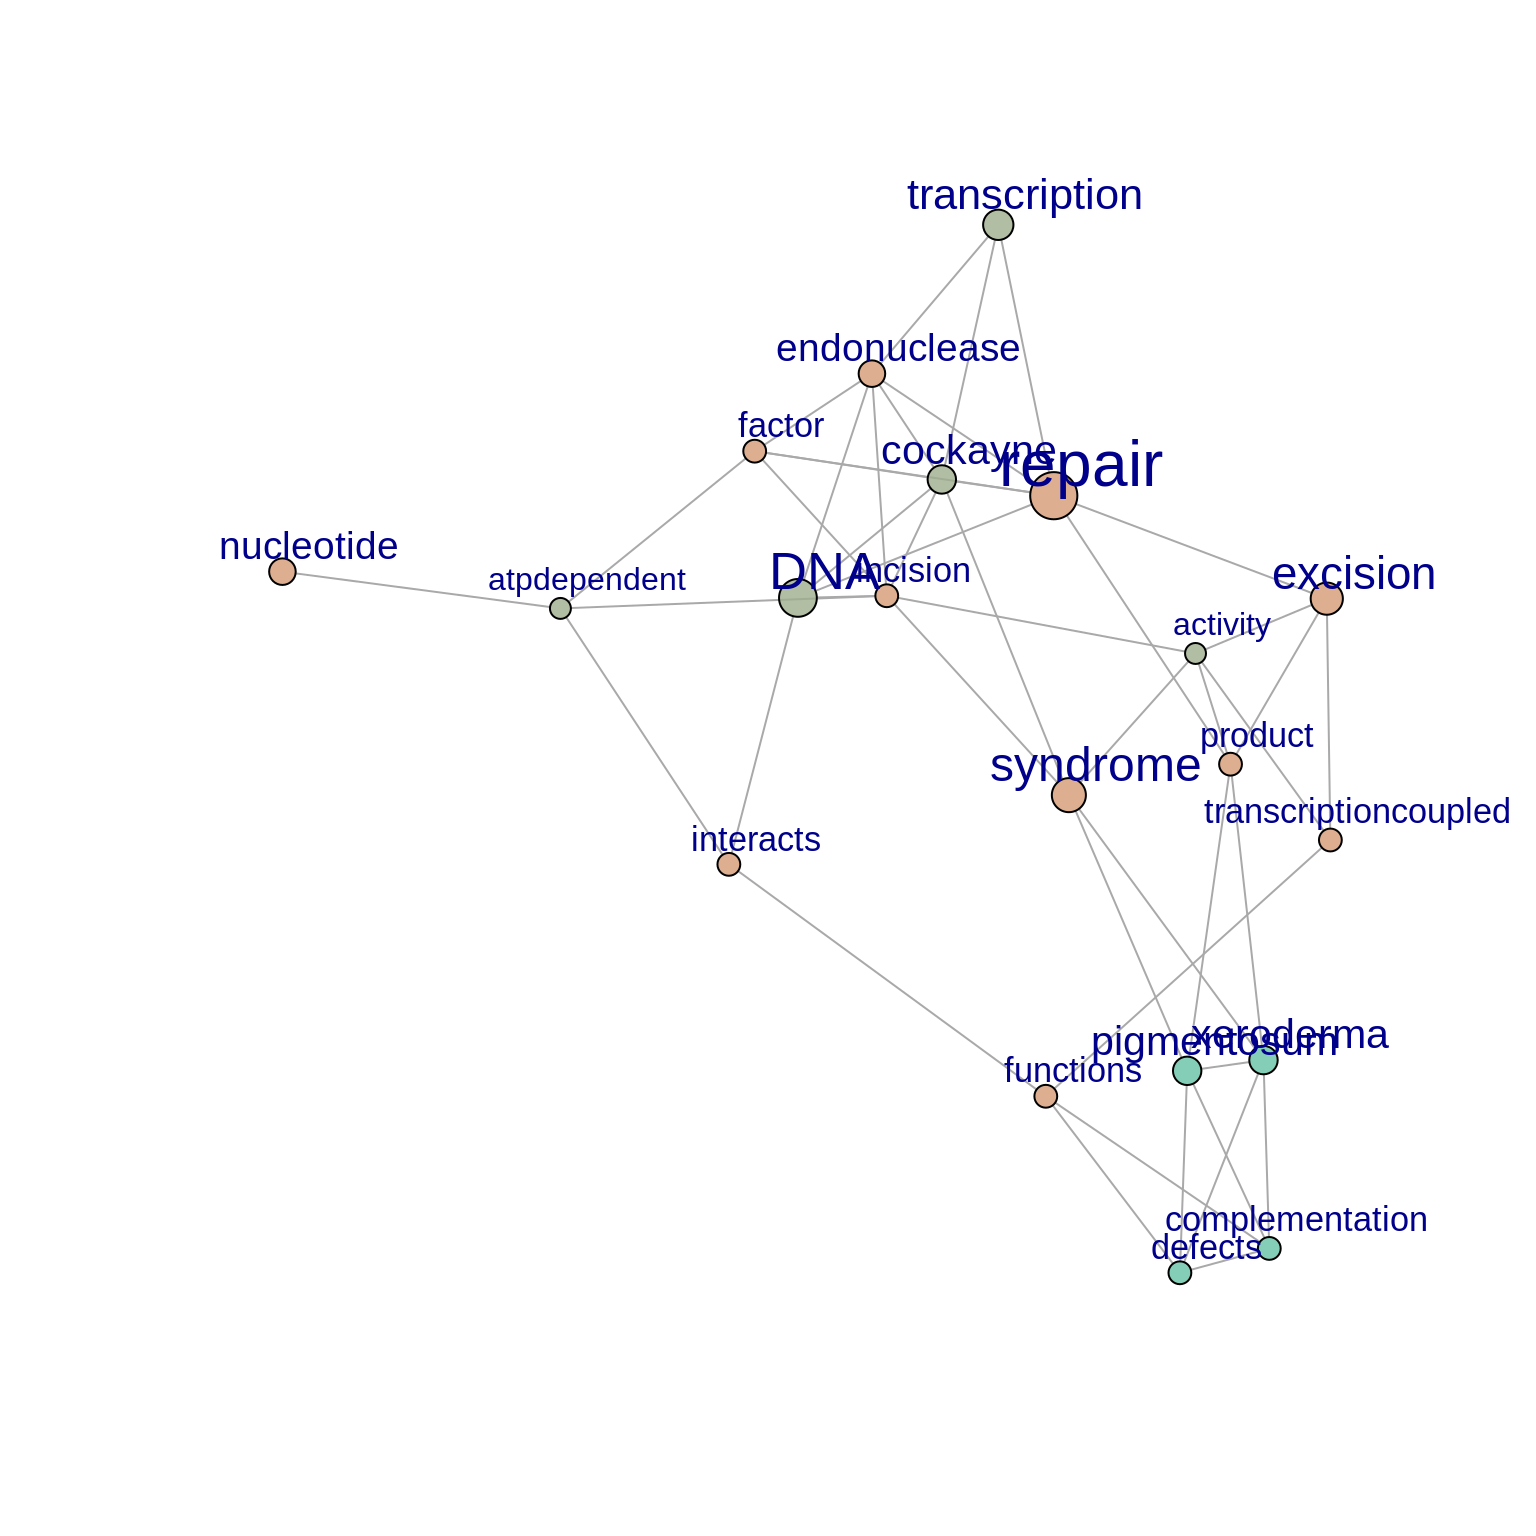 transcription
endonuclease
factor
cockayne
repair
nucleotide
atpdependent
DNA
incision
excision
activity
product
syndrome
transcriptioncoupled
interacts
xeroderma
pigmentosum
functions
complementation
defects